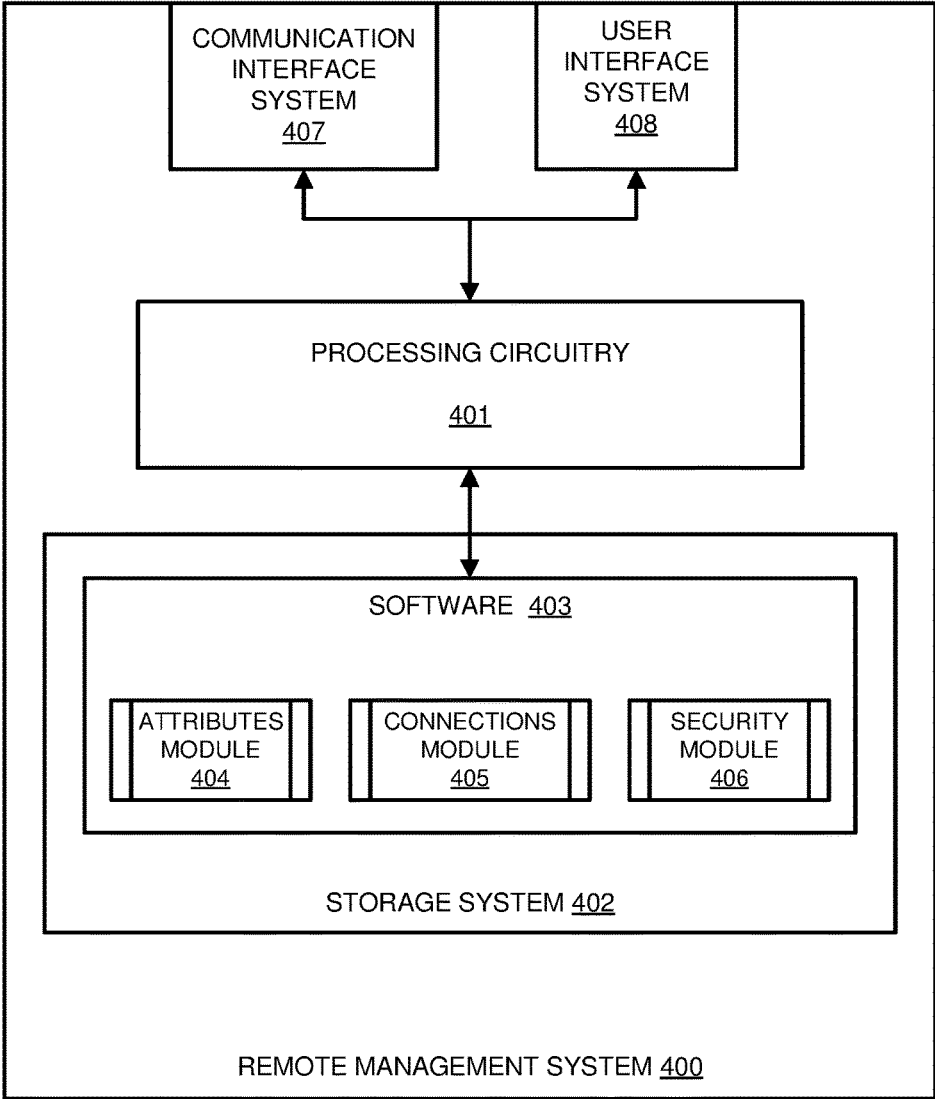 COMMUNICATION
INTERFACE
SYSTEM
407
USER
INTERFACE
SYSTEM
408
PROCESSING CIRCUITRY
401
SOFTWARE 403
ATTRIBUTES
MODULE
404
CONNECTIONS
MODULE
405
SECURITY
MODULE
406
STORAGE SYSTEM 402
REMOTE MANAGEMENT SYSTEM 400